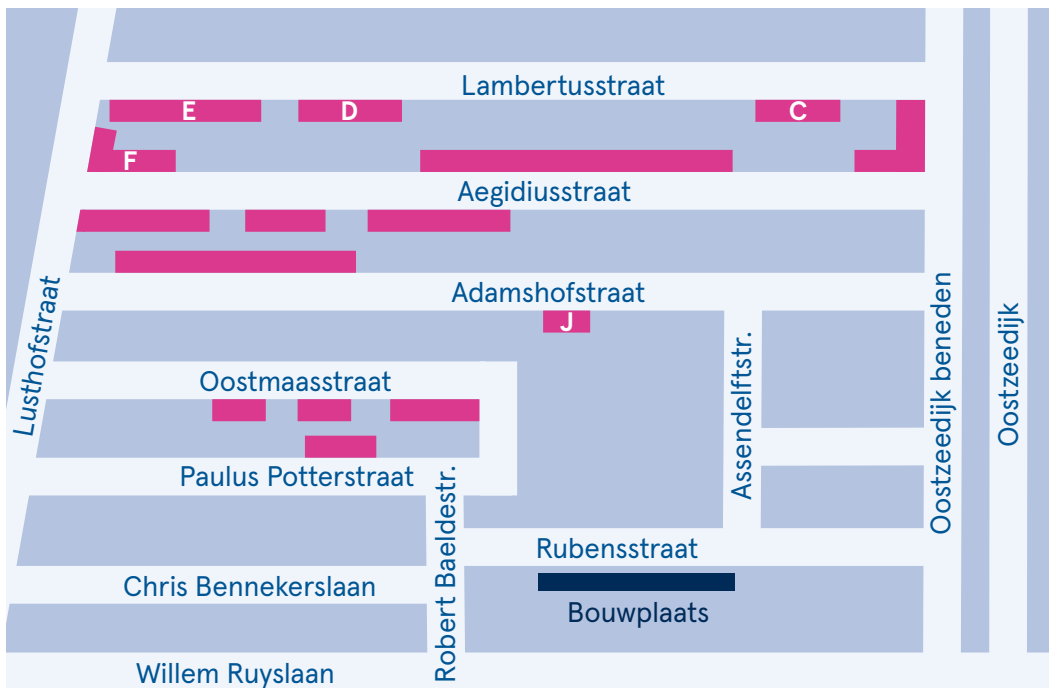 Lambertusstraat
E
D
C
F
Aegidiusstraat
Adamshofstraat
J
Lusthofstraat
Oostmaasstraat
Assendelftstr.
Oostzeedijk beneden
Oostzeedijk
Paulus Potterstraat
Robert Baeldestr.
Rubensstraat
Chris Bennekerslaan
Bouwplaats
Willem Ruyslaan